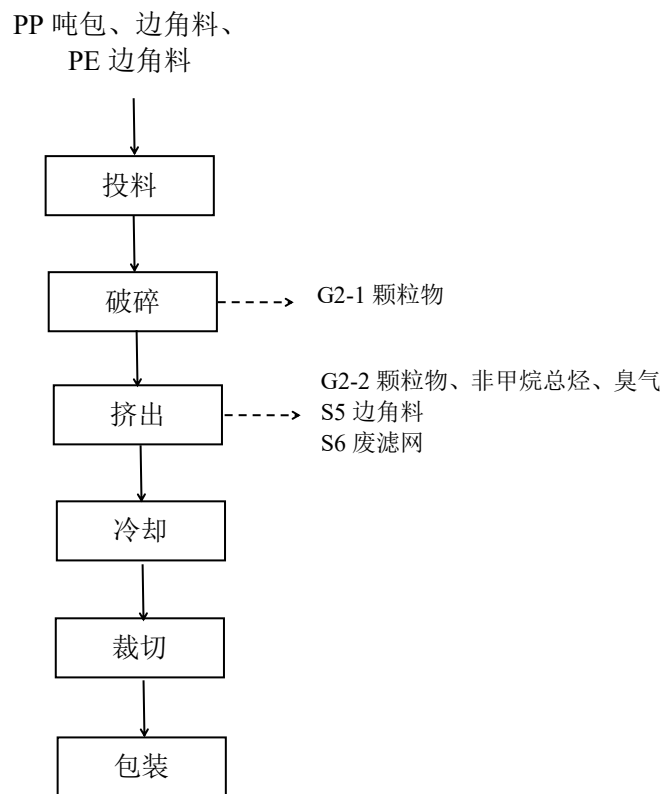 PP 吨包、边角料、
PE 边角料
投料
破碎
G2-1 颗粒物
G2-2 颗粒物、非甲烷总烃、臭气
挤出
S5 边角料
S6 废滤网
冷却
裁切
包装